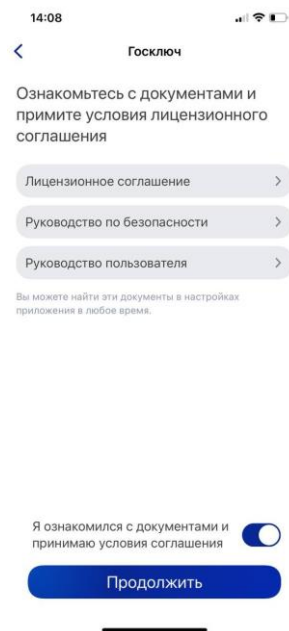 14:08
Госключ
Ознакомьтесь с документами и
примите условия лицензионного
соглашения
Лицензионное соглашение
Руководство по безопасности
Руководство пользователя
Вы можете найти эти документы в настройках
приложения в любое время.
Я ознакомился с документами и
принимаю условия соглашения
Продолжить